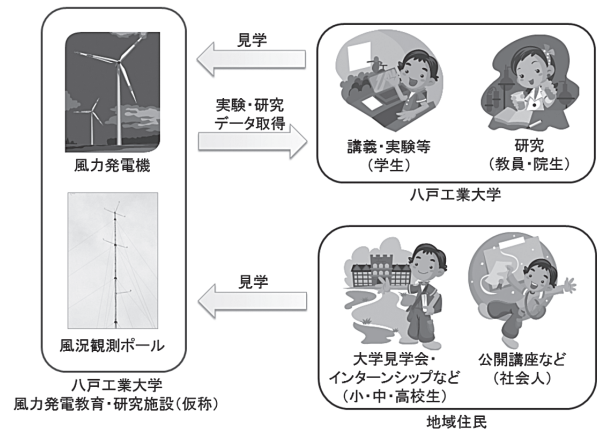 風力発電機
風況観測ポール
八戸工業大学
風力発電教育・研究施設（仮称）
見学
実験・研究
データ取得
見学
講義・実験等
（学生）
研究
（教員・院生）
八戸工業大学
大学見学会・
インターンシップなど
（小・中・高校生）
公開講座など
（社会人）
地域住民